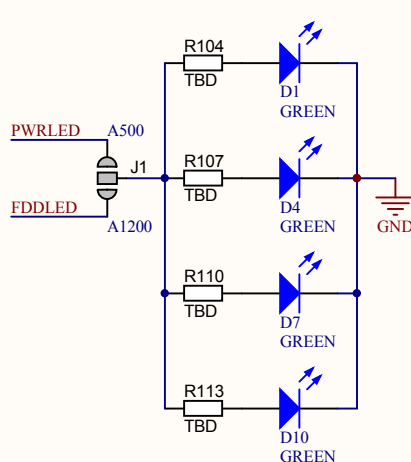 R104
TBD
D1
GREEN
PWRLED
A500
J1
R107
TBD
D4
GREEN
FDDLED
A1200
GND
R110
TBD
D7
GREEN
R113
TBD
D10
GREEN